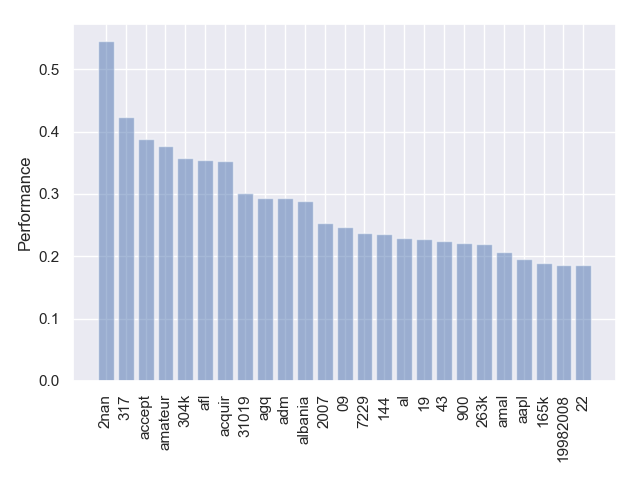 Performance
0.5
0.4
0.3
0.2
0.1
0.0
2nan
317
accept
amateur
304k
afl
acquir
31019
agq
adm
albania
2007
09
7229
144
al
19
43
900
263k
amal
aapl
165k
19982008
22